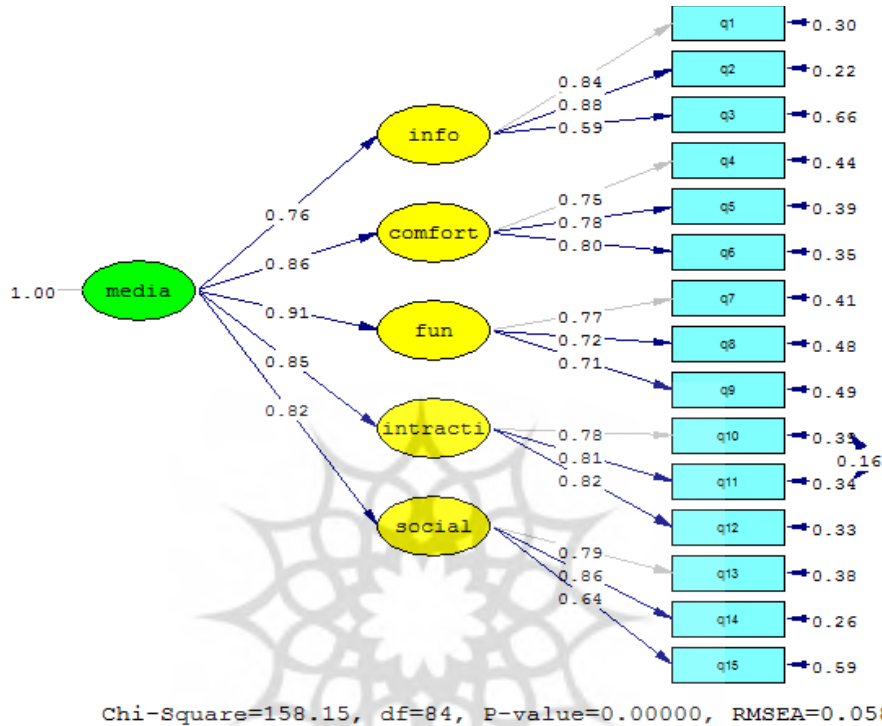 q1 0.30
0.84
q2 0.22
0.88
q3 0.66
0.59
info
q4 0.44
0.75
0.76
q5 0.39
0.78
comfort
q6 0.35
0.80
0.86
1.00 media
q7 0.41
0.91
0.77
fun
q8 0.48
0.72
0.85
0.71
q9 0.49
0.82
intracti
0.78
q10 0.39
0.81
0.16
0.82
q11 0.34
social
q12 0.33
0.79
q13 0.38
0.86
0.64
q14 0.26
q15 0.59
Chi-Square=158.15, df=84, P-value=0.00000, RMSEA=0.058